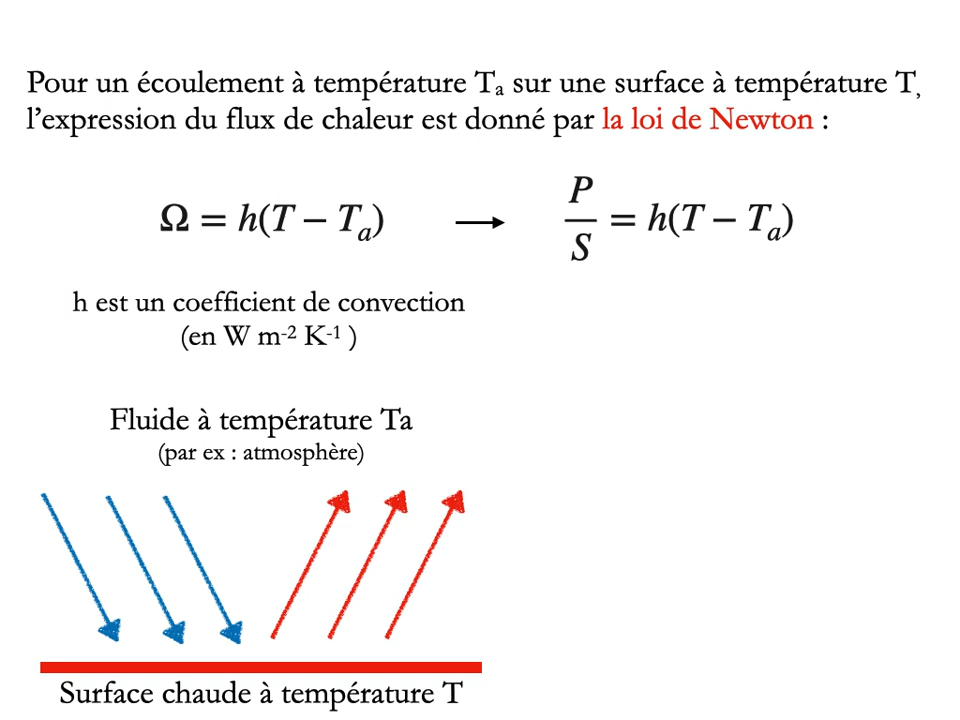 Pour un écoulement à température Tₐ sur une surface à température T,
l’expression du flux de chaleur est donné par la loi de Newton :
Ω = h(T − Tₐ) → P/S = h(T − Tₐ)
h est un coefficient de convection
(en W m⁻² K⁻¹ )
Fluide à température Ta
(par ex : atmosphère)
Surface chaude à température T